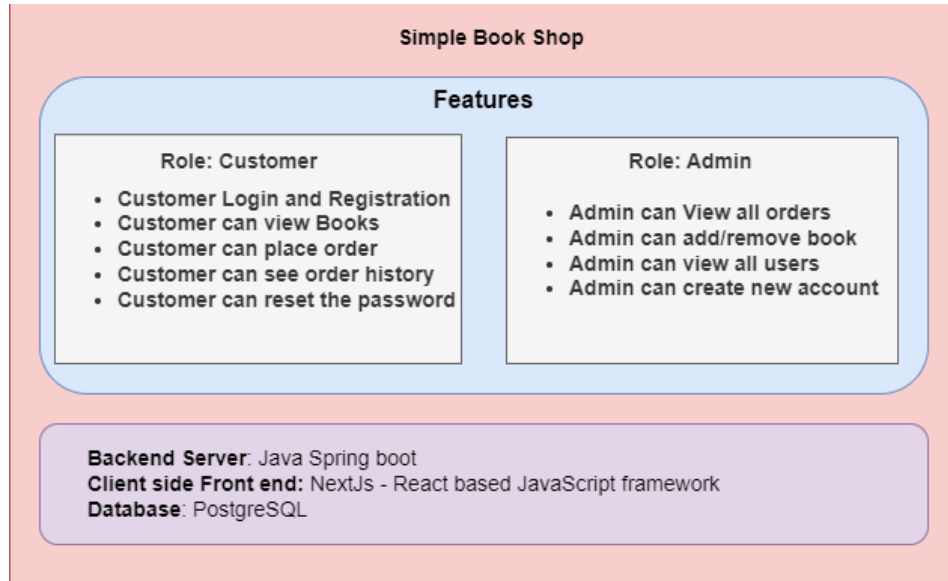 Simple Book Shop
Features
Role: Customer
• Customer Login and Registration
• Customer can view Books
• Customer can place order
• Customer can see order history
• Customer can reset the password
Role: Admin
• Admin can View all orders
• Admin can add/remove book
• Admin can view all users
• Admin can create new account
Backend Server: Java Spring boot
Client side Front end: NextJs - React based JavaScript framework
Database: PostgreSQL